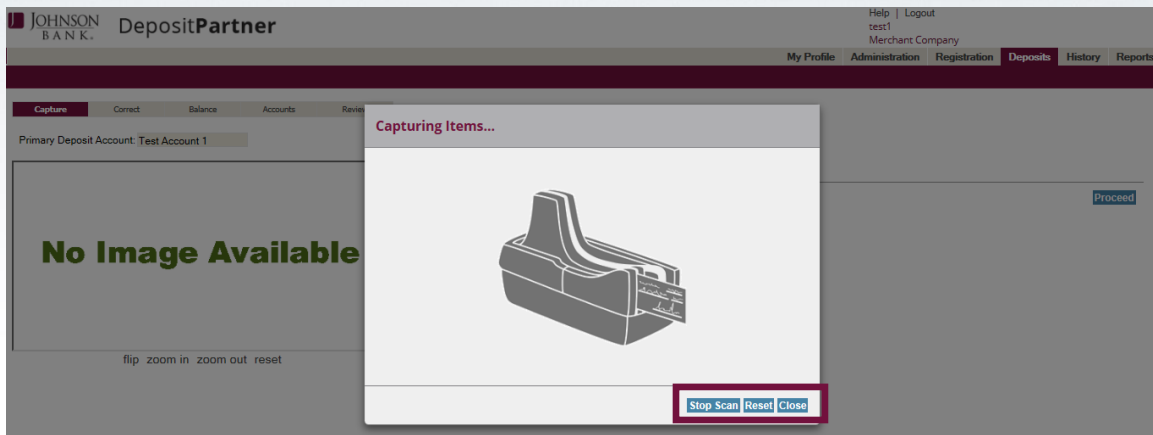 JOHNSON
BANK.
DepositPartner
Help | Logout
test1
Merchant Company
My Profile Administration Registration Deposits History Reports
Capture Correct Balance Accounts
Primary Deposit Account: Test Account 1
Capturing Items...
Proceed
No Image Available
flip zoom in zoom out reset
Stop Scan Reset Close